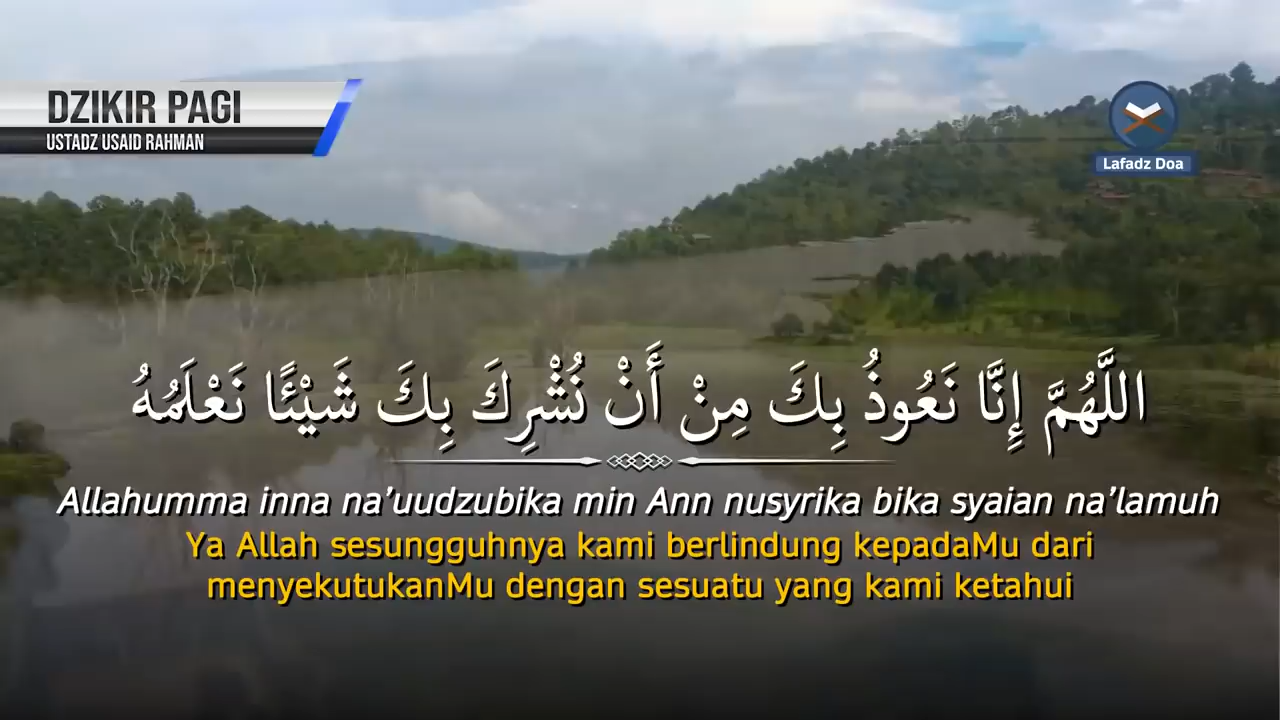 DZIKIR PAGI
USTADZ USAID RAHMAN
Lafadz Doa
اللَّهُمَّ إِنَّا نَعُوذُ بِكَ مِنْ أَنْ نُشْرِكَ بِكَ شَيْئًا نَعْلَمُهُ
Allahumma inna na’uudzubika min Ann nusyrika bika syaian na’lamuh
Ya Allah sesungguhnya kami berlindung kepadaMu dari
menyekutukanMu dengan sesuatu yang kami ketahui